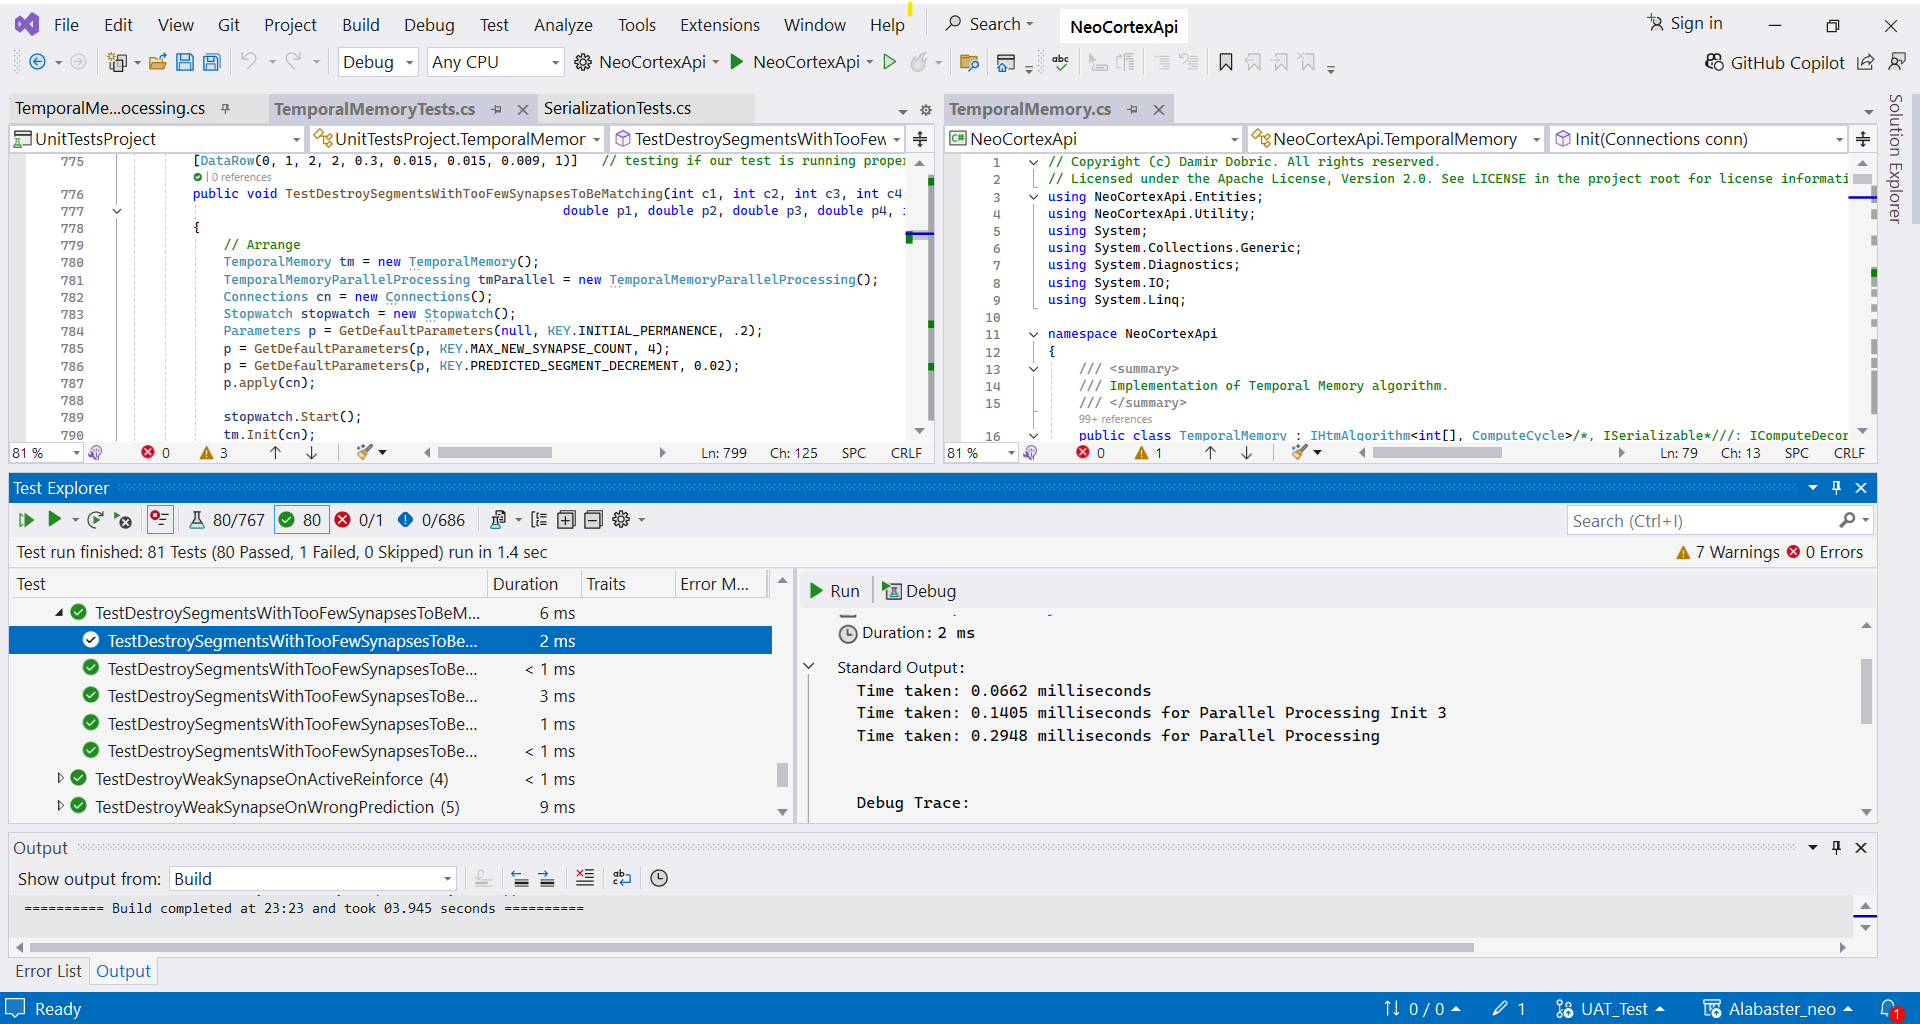 File Edit View Git Project Build Debug Test Analyze Tools Extensions Window Help Search NeoCortexApi Sign in
Debug Any CPU NeoCortexApi NeoCortexApi GitHub Copilot
TemporalMe...ocessing.cs TemporalMemoryTests.cs SerializationTests.cs
UnitTestsProject UnitTestsProject.TemporalMemor TestDestroySegmentsWithTooFew
775 [DataRow(0, 1, 2, 2, 0.3, 0.015, 0.015, 0.009, 1)] // testing if our test is running proper
| 0 references
776 public void TestDestroySegmentsWithTooFewSynapsesToBeMatching(int c1, int c2, int c3, int c4
777 double p1, double p2, double p3, double p4, i
778 {
779 // Arrange
780 TemporalMemory tm = new TemporalMemory();
781 TemporalMemoryParallelProcessing tmParallel = new TemporalMemoryParallelProcessing();
782 Connections cn = new Connections();
783 Stopwatch stopwatch = new Stopwatch();
784 Parameters p = GetDefaultParameters(null, KEY.INITIAL_PERMANENCE, .2);
785 p = GetDefaultParameters(p, KEY.MAX_NEW_SYNAPSE_COUNT, 4);
786 p = GetDefaultParameters(p, KEY.PREDICTED_SEGMENT_DECREMENT, 0.02);
787 p.apply(cn);
788
789 stopwatch.Start();
790 tm.Init(cn);
81 % 0 3 Ln: 799 Ch: 125 SPC CRLF
TemporalMemory.cs
NeoCortexApi NeoCortexApi.TemporalMemory Init(Connections conn)
1 // Copyright (c) Damir Dobric. All rights reserved.
2 // Licensed under the Apache License, Version 2.0. See LICENSE in the project root for license informati
3 using NeoCortexApi.Entities;
4 using NeoCortexApi.Utility;
5 using System;
6 using System.Collections.Generic;
7 using System.Diagnostics;
8 using System.IO;
9 using System.Linq;
10
11 namespace NeoCortexApi
12 {
13 /// <summary>
14 /// Implementation of Temporal Memory algorithm.
15 /// </summary>
99+ references
16 public class TemporalMemory : IHtmAlgorithm<int[], ComputeCycle>/*, ISerializable*///: IComputeDecor
81 % 0 1 Ln: 79 Ch: 13 SPC CRLF
Solution Explorer
Test Explorer
80/767 80 0/1 0/686 Search (Ctrl+I)
Test run finished: 81 Tests (80 Passed, 1 Failed, 0 Skipped) run in 1.4 sec 7 Warnings 0 Errors
Test Duration Traits Error M...
TestDestroySegmentsWithTooFewSynapsesToBeM... 6 ms
TestDestroySegmentsWithTooFewSynapsesToBe... 2 ms
TestDestroySegmentsWithTooFewSynapsesToBe... < 1 ms
TestDestroySegmentsWithTooFewSynapsesToBe... 3 ms
TestDestroySegmentsWithTooFewSynapsesToBe... 1 ms
TestDestroySegmentsWithTooFewSynapsesToBe... < 1 ms
TestDestroyWeakSynapseOnActiveReinforce (4) < 1 ms
TestDestroyWeakSynapseOnWrongPrediction (5) 9 ms
Run Debug
Duration: 2 ms
Standard Output:
Time taken: 0.0662 milliseconds
Time taken: 0.1405 milliseconds for Parallel Processing Init 3
Time taken: 0.2948 milliseconds for Parallel Processing
Debug Trace:
Output
Show output from: Build
========== Build completed at 23:23 and took 03.945 seconds ==========
Error List Output
Ready 0 / 0 1 UAT_Test Alabaster_neo 1